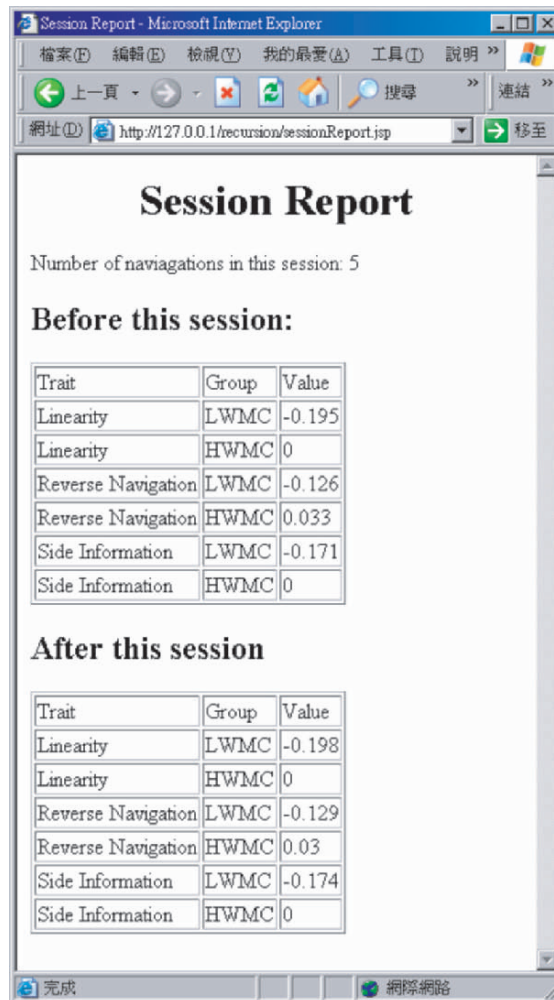 Session Report - Microsoft Internet Explorer
檔案(F) 編輯(E) 檢視(V) 我的最愛(A) 工具(T) 說明 »
上一頁 搜尋 » 連結 »
網址(D) http://127.0.0.1/recursion/sessionReport.jsp 移至
Session Report
Number of naviagations in this session: 5
Before this session:
Trait Group Value
Linearity LWMC -0.195
Linearity HWMC 0
Reverse Navigation LWMC -0.126
Reverse Navigation HWMC 0.033
Side Information LWMC -0.171
Side Information HWMC 0
After this session
Trait Group Value
Linearity LWMC -0.198
Linearity HWMC 0
Reverse Navigation LWMC -0.129
Reverse Navigation HWMC 0.03
Side Information LWMC -0.174
Side Information HWMC 0
完成 網際網路